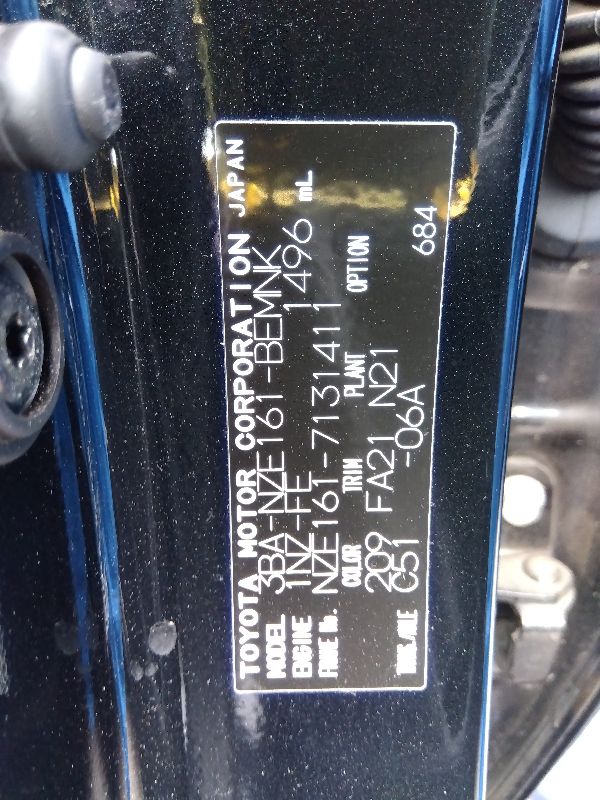 TOYOTA MOTOR CORPORATION JAPAN
MODEL 3BA-NZE161-BEMNK
ENGINE 1NZ-FE 1496 mL
FRAME No. NZE161-7131411
COLOR TRIM PLANT OPTION
209 FA21 N21 684
TRANS./AXLE C51 -06A